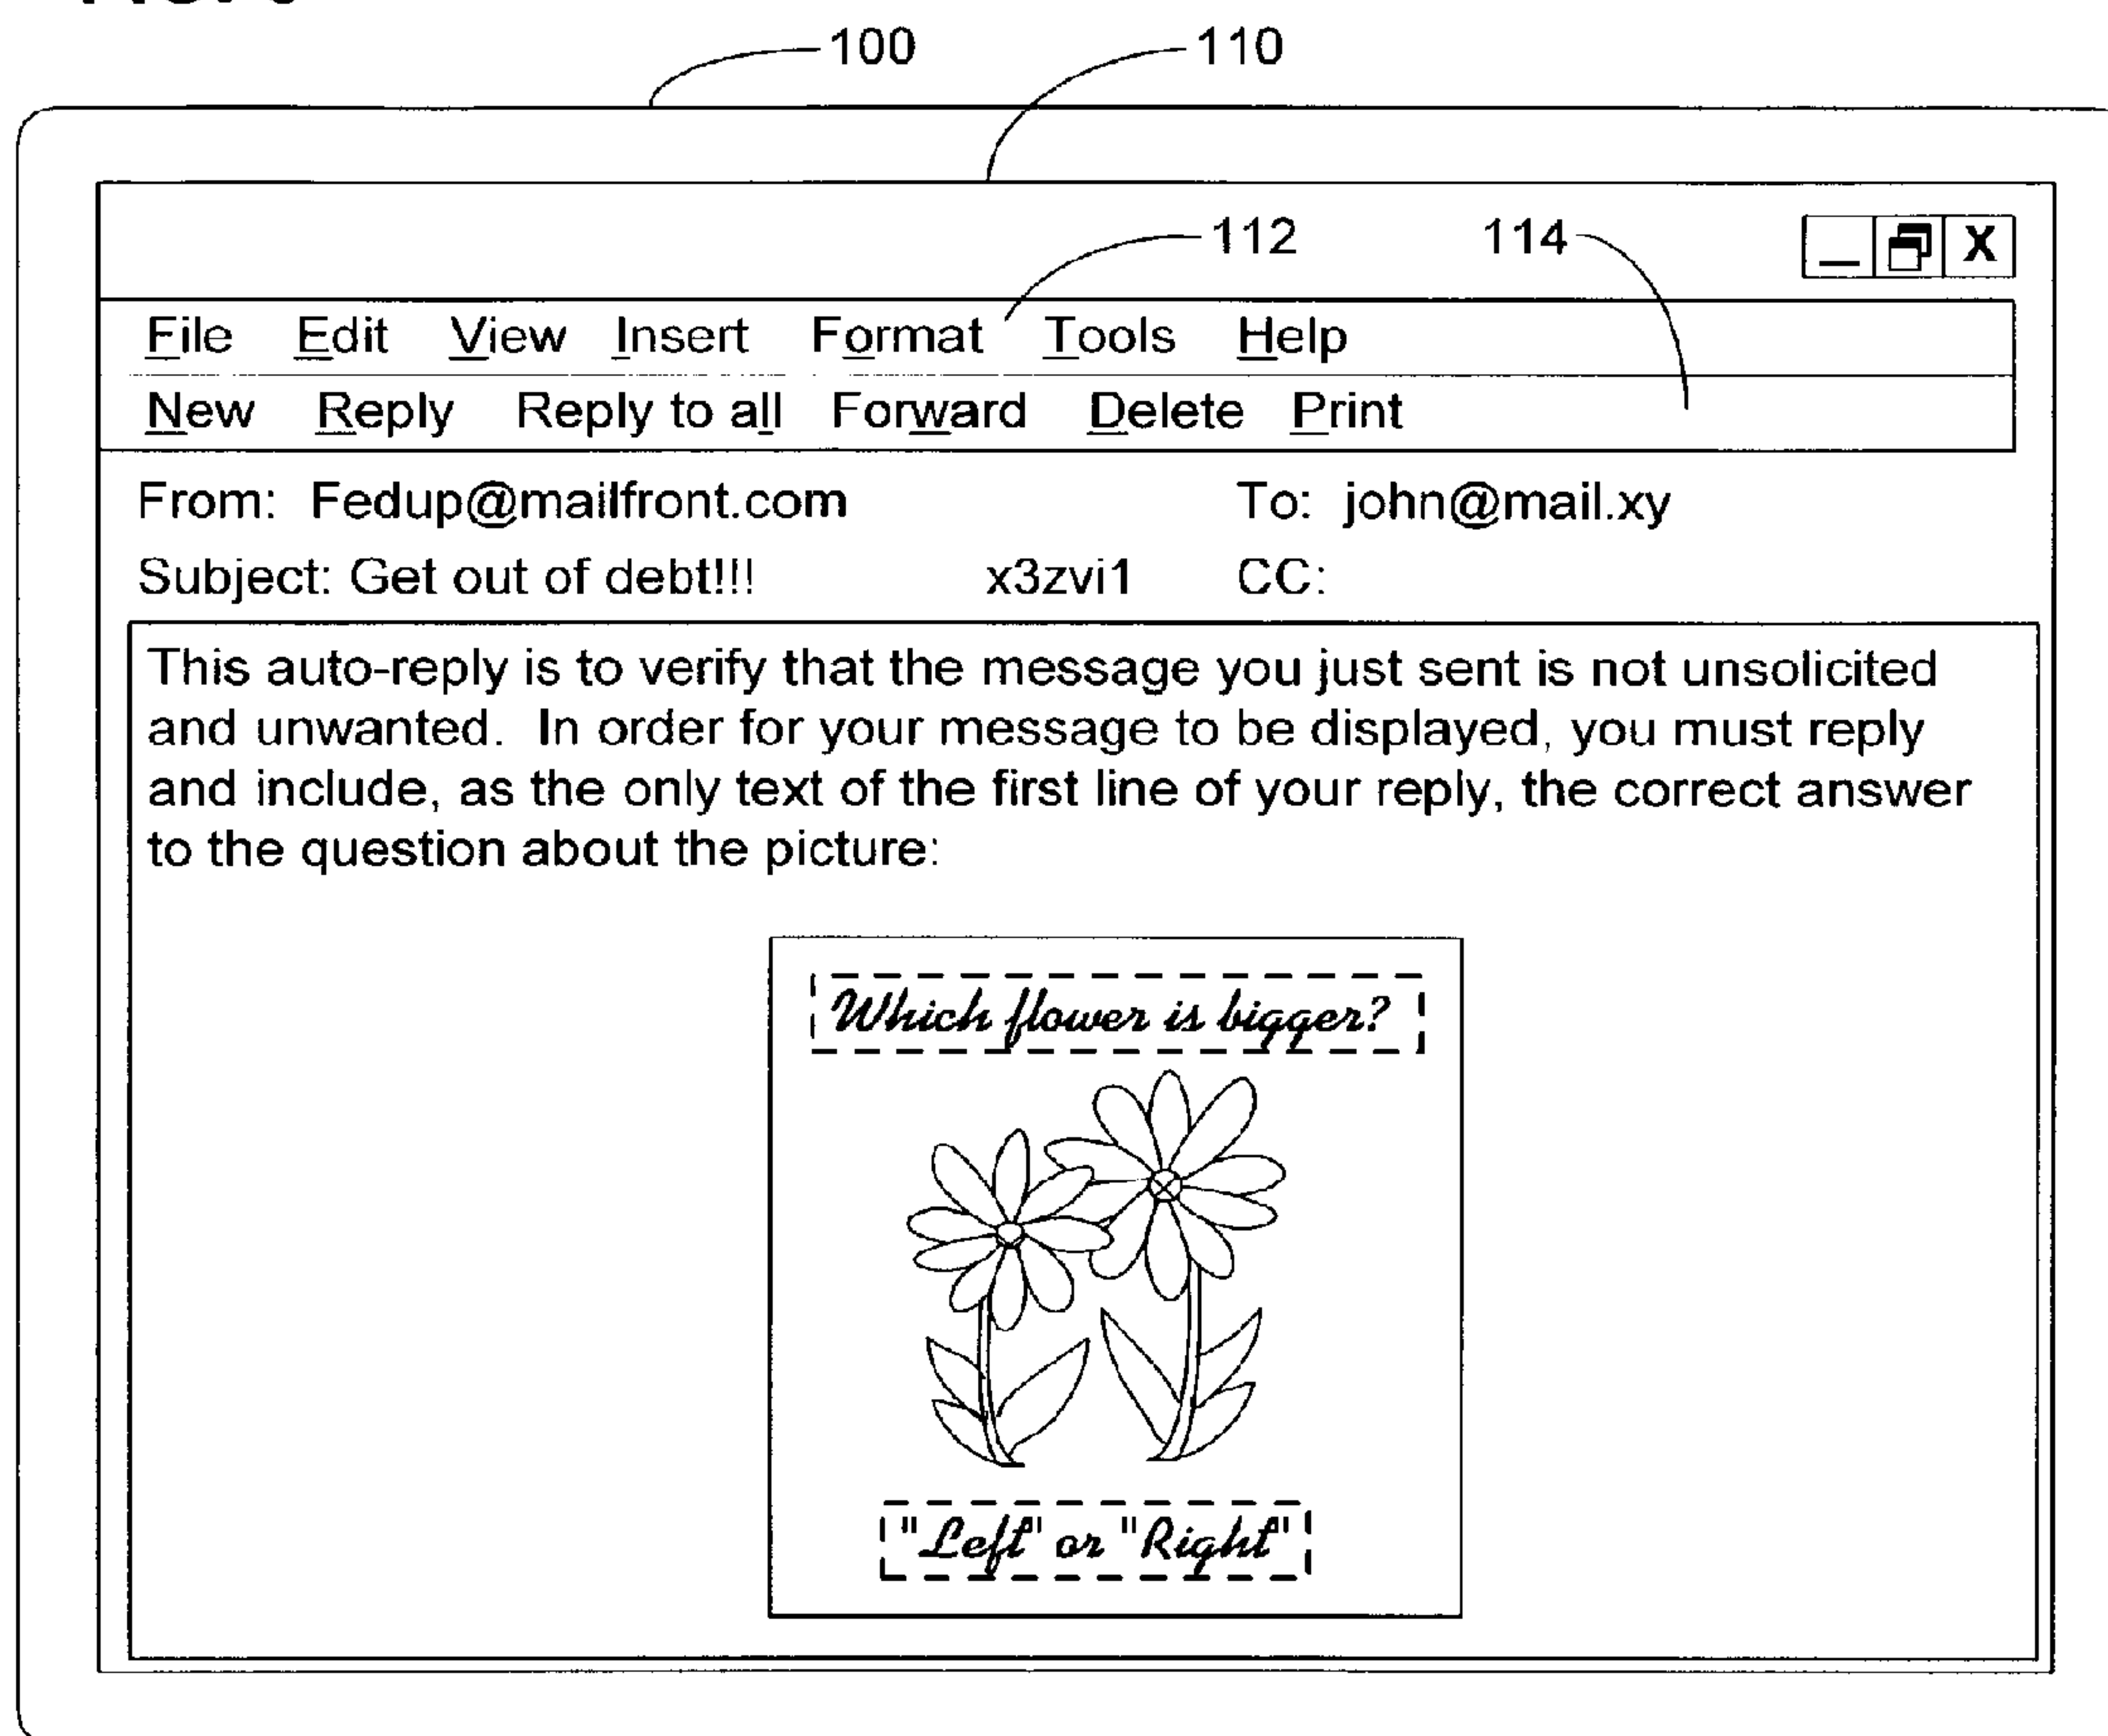 100 110
112 114
X
File Edit View Insert Format Tools Help
New Reply Reply to all Forward Delete Print
From: Fedup@mailfront.com To: john@mail.xy
Subject: Get out of debt!!! x3zvi1 CC:
This auto-reply is to verify that the message you just sent is not unsolicited
and unwanted. In order for your message to be displayed, you must reply
and include, as the only text of the first line of your reply, the correct answer
to the question about the picture:
Which flower is bigger?
"Left" or "Right"